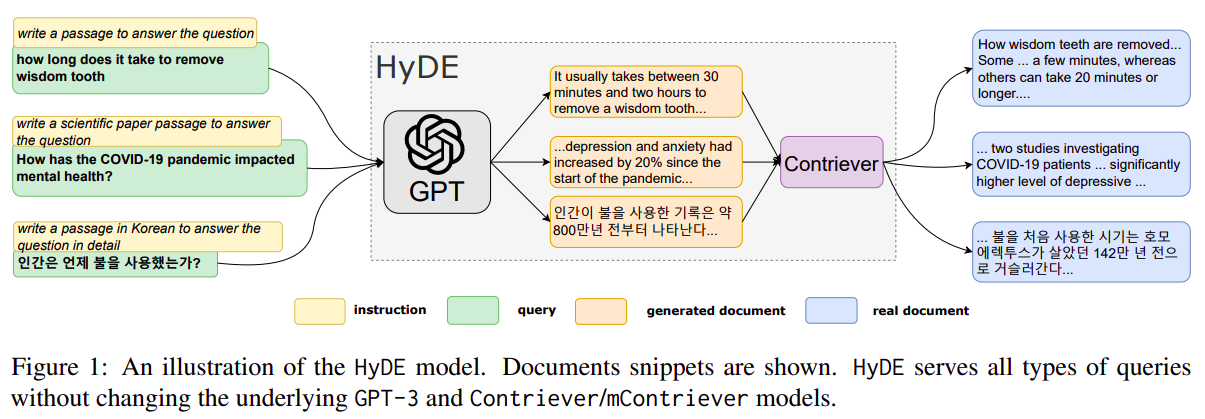 write a passage to answer the question
how long does it take to remove
wisdom tooth
write a scientific paper passage to answer
the question
How has the COVID-19 pandemic impacted
mental health?
write a passage in Korean to answer the
question in detail
인간은 언제 불을 사용했는가?
HyDE
GPT
It usually takes between 30
minutes and two hours to
remove a wisdom tooth...
...depression and anxiety had
increased by 20% since the
start of the pandemic...
인간이 불을 사용한 기록은 약
800만년 전부터 나타난다...
Contriever
How wisdom teeth are removed...
Some ... a few minutes, whereas
others can take 20 minutes or
longer....
... two studies investigating
COVID-19 patients ... significantly
higher level of depressive ...
... 불을 처음 사용한 시기는 호모
에렉투스가 살았던 142만 년 전으
로 거슬러간다...
instruction
query
generated document
real document
Figure 1: An illustration of the HyDE model. Documents snippets are shown. HyDE serves all types of queries
without changing the underlying GPT-3 and Contriever/mContriever models.